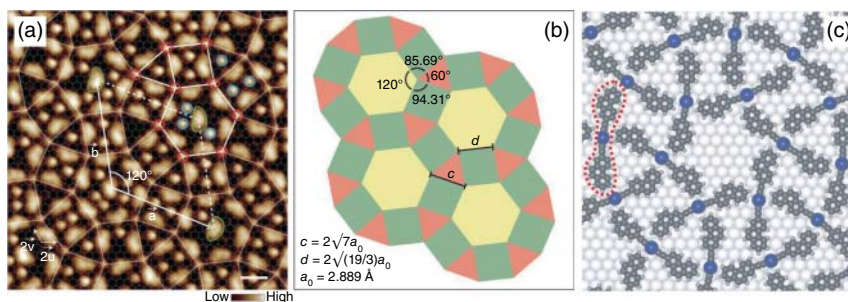 (a)
b
120°
a
2v
2u
Low High
(b)
85.69°
120°
60°
94.31°
d
c
c = 2√7a₀
d = 2√(19/3)a₀
a₀ = 2.889 Å
(c)